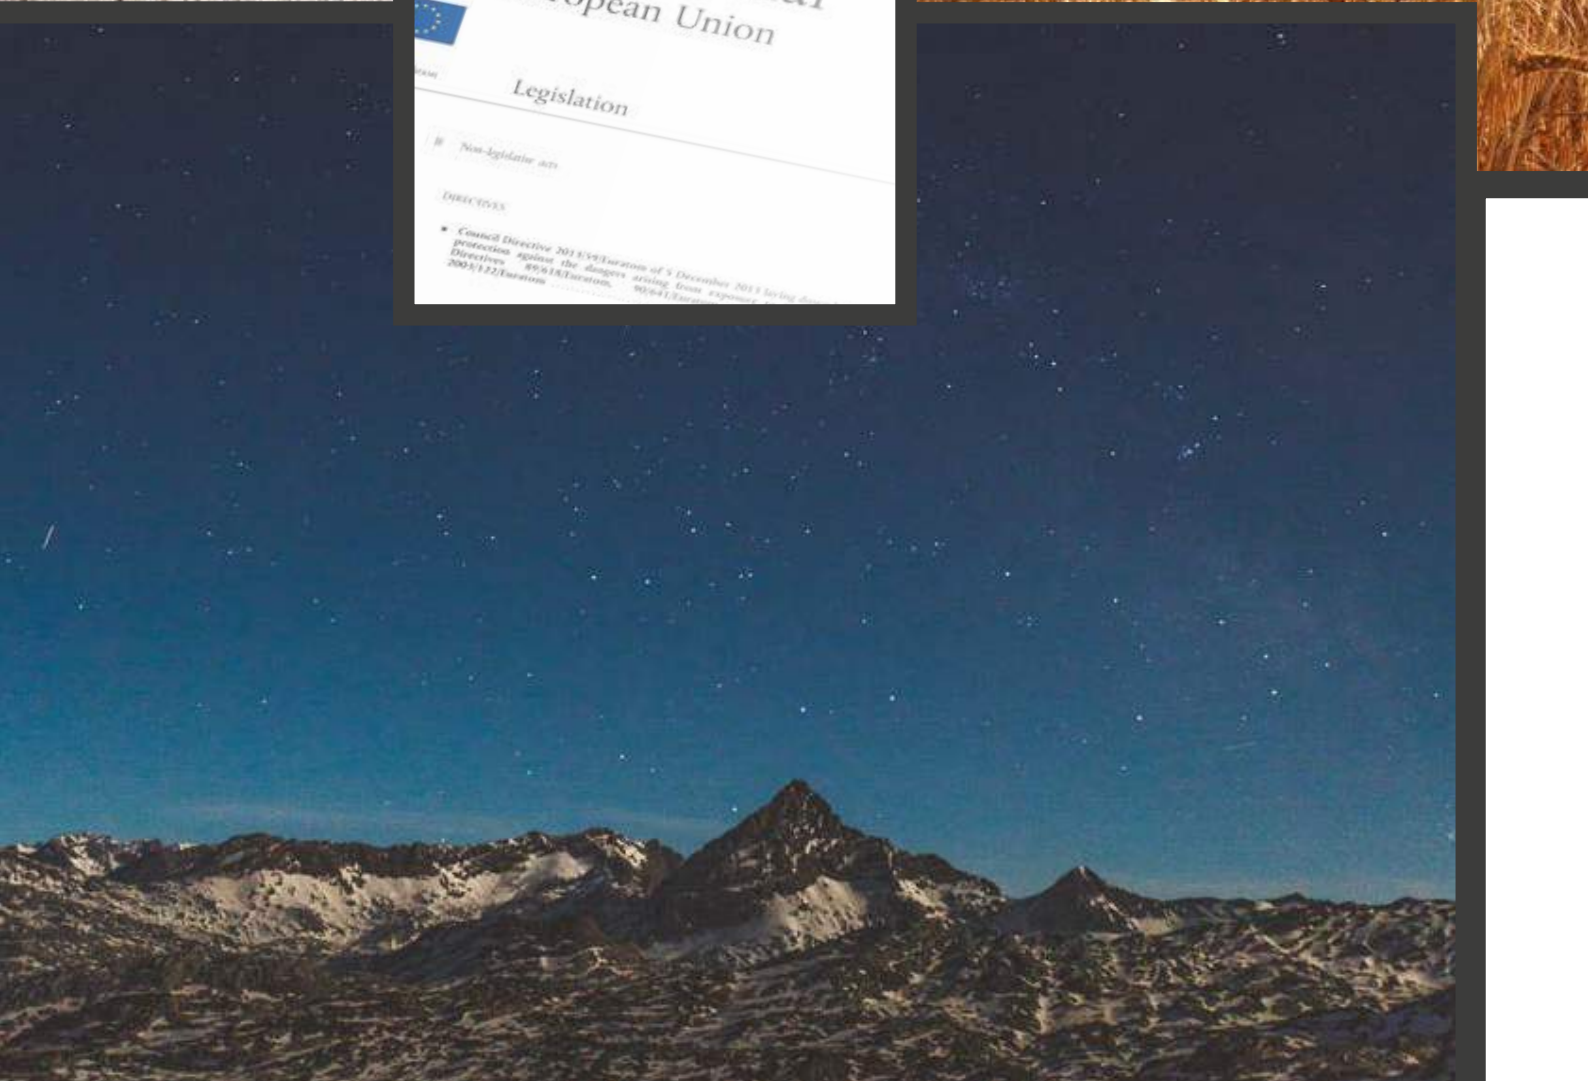 European Union
Legislation
II Non-legislative acts
DIRECTIVES
Council Directive 2013/59/Euratom of 5 December 2013 laying down
protection against the dangers arising from exposure
Directives 89/618/Euratom, 90/641/Euratom
2003/122/Euratom